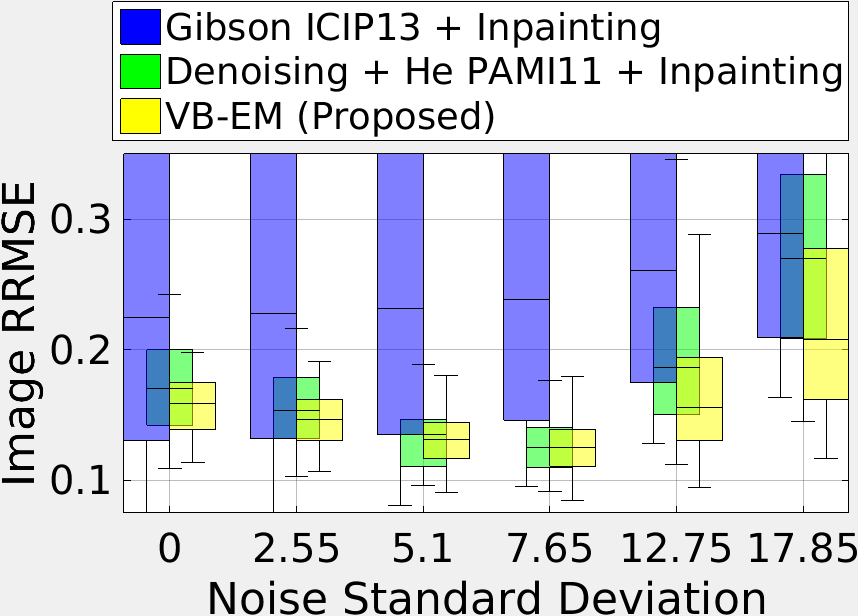 Gibson ICIP13 + Inpainting
Denoising + He PAMI11 + Inpainting
VB-EM (Proposed)
Image RRMSE
0.3
0.2
0.1
0 2.55 5.1 7.65 12.75 17.85
Noise Standard Deviation